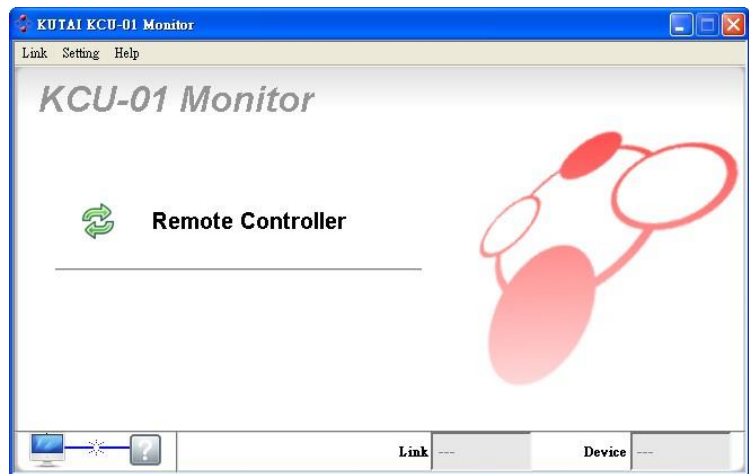 KUTAI KCU-01 Monitor
Link Setting Help
KCU-01 Monitor
Remote Controller
? Link --- Device ---